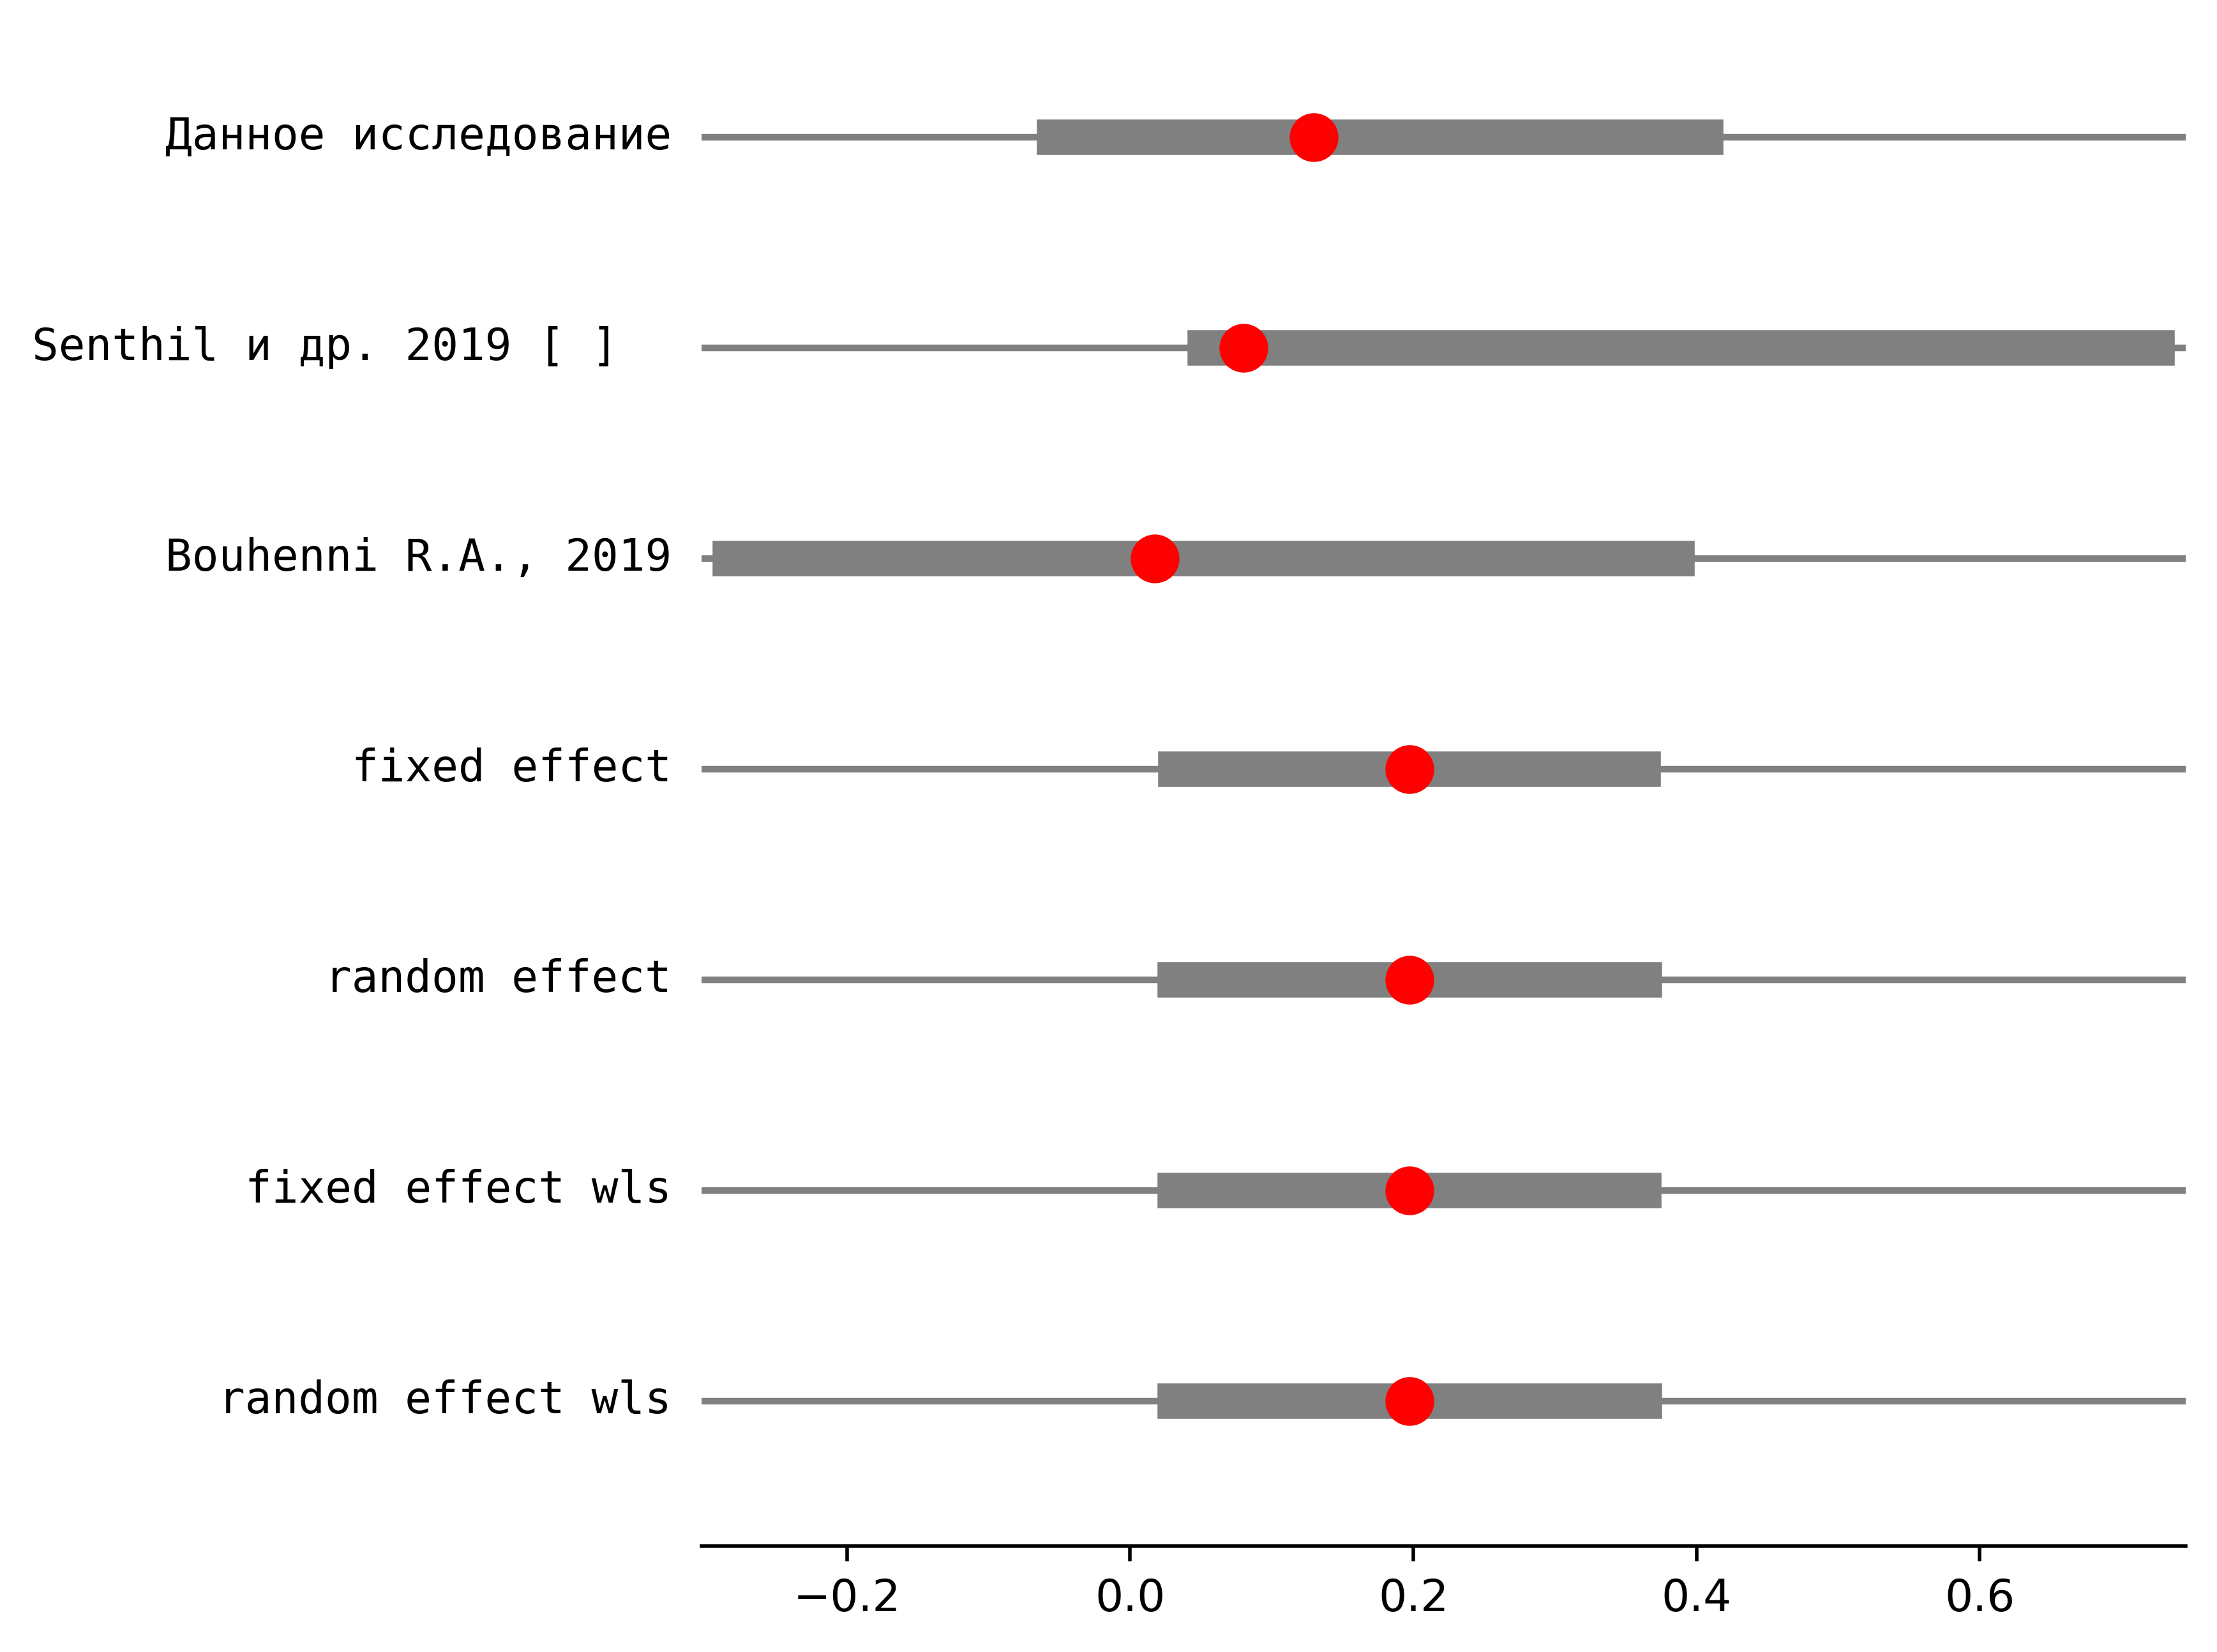 Данное исследование
Senthil и др. 2019 [ ]
Bouhenni R.A., 2019
fixed effect
random effect
fixed effect wls
random effect wls
−0.2 0.0 0.2 0.4 0.6